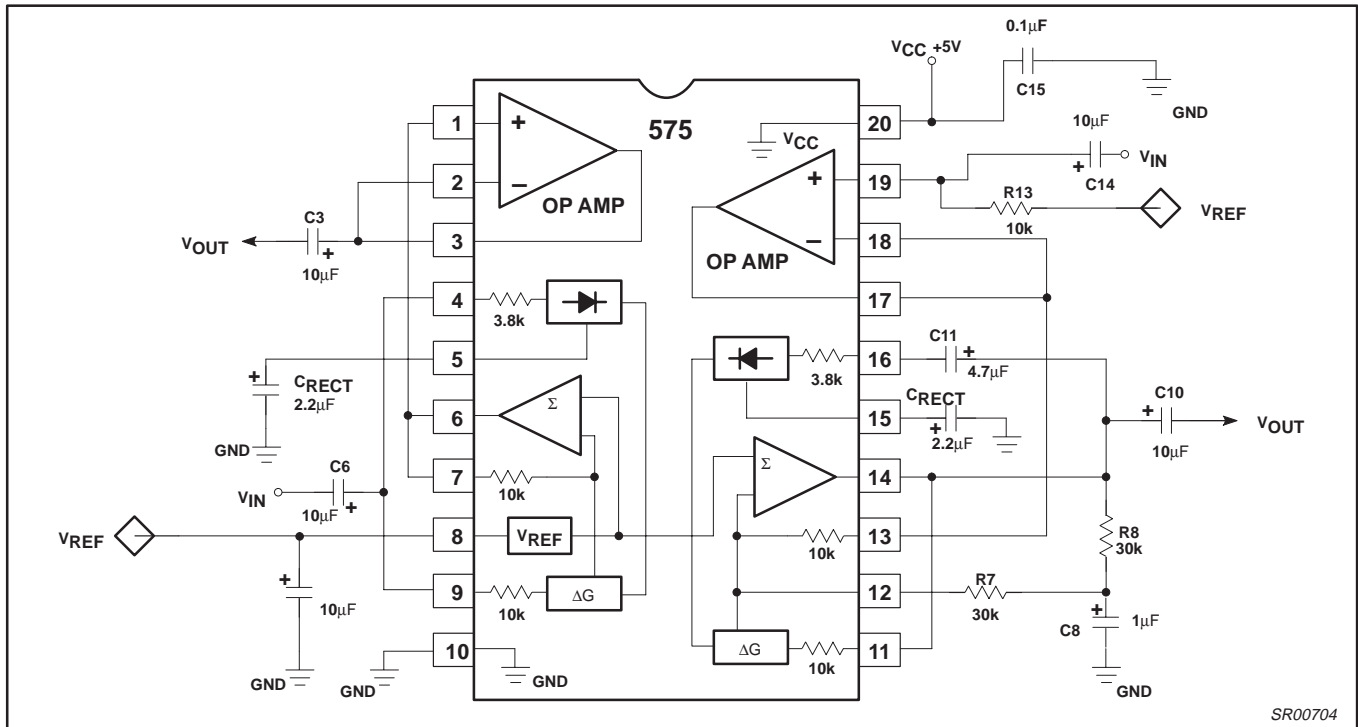 575
1
2
3
4
5
6
7
8
9
10
20
19
18
17
16
15
14
13
12
11
+
−
OP AMP
C3
VOUT
+
10µF
3.8k
+
CRECT
2.2µF
GND
Σ
10k
C6
VIN
10µF
+
VREF
VREF
+
10µF
GND
10k
ΔG
GND
GND
VCC +5V
0.1µF
C15
GND
VCC
+
−
OP AMP
10µF
+
C14
VIN
R13
10k
VREF
C11
+
4.7µF
3.8k
CRECT
+
2.2µF
C10
+
10µF
VOUT
Σ
10k
R8
30k
R7
30k
+
C8
1µF
GND
ΔG
10k
SR00704